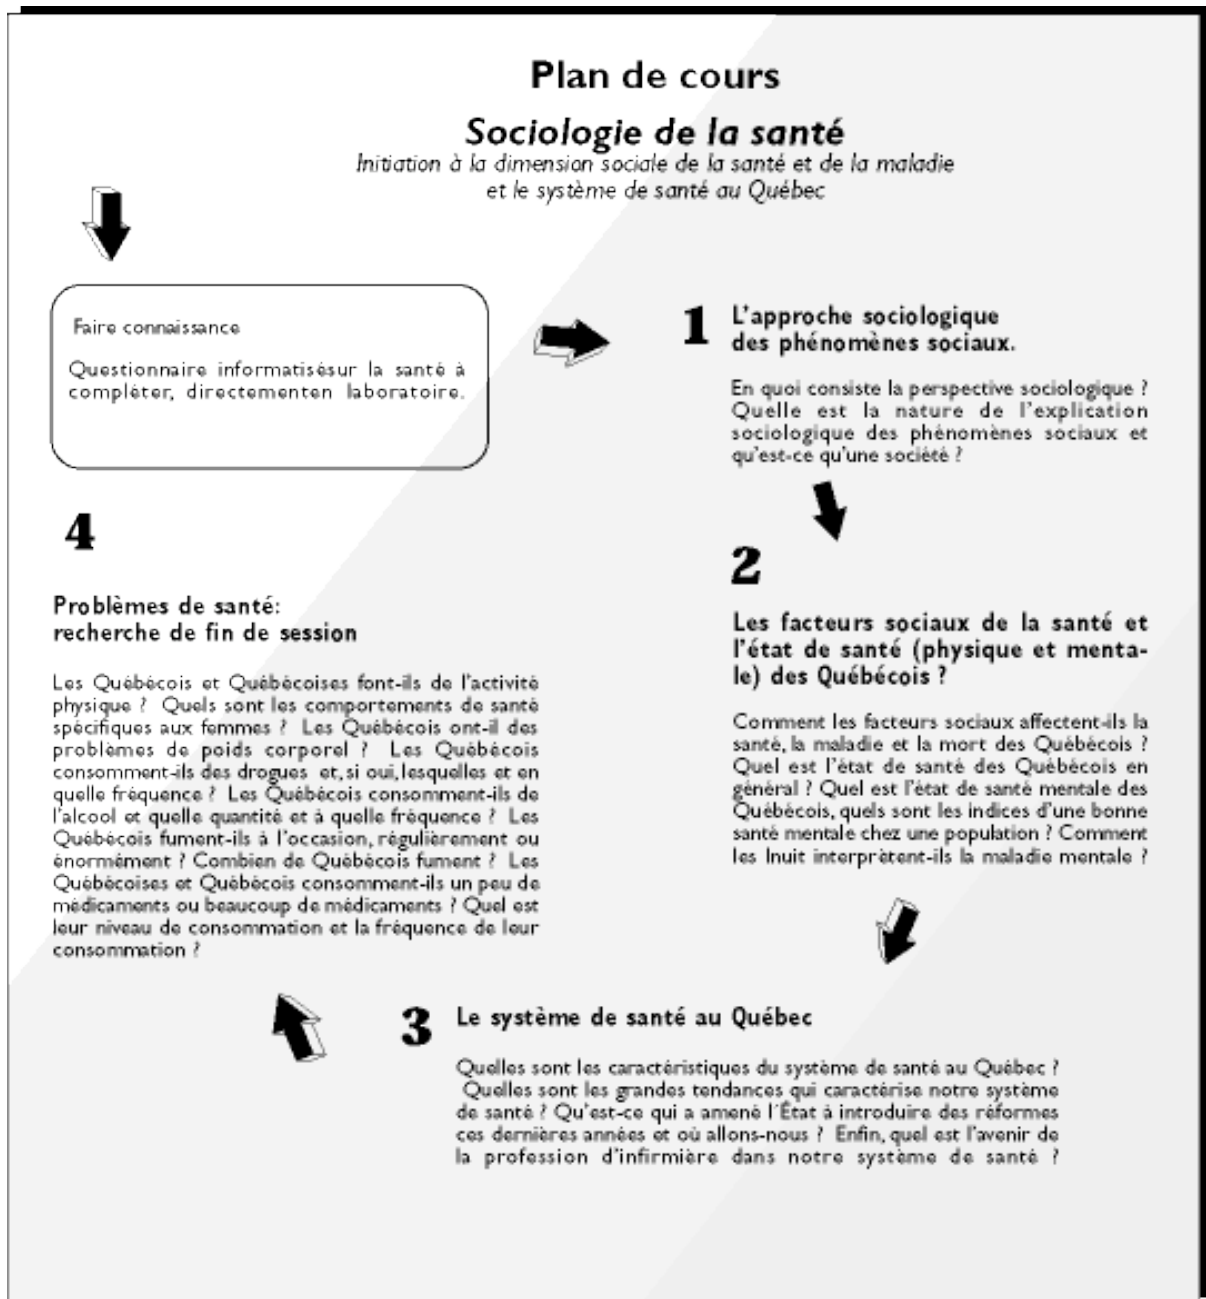 Plan de cours
Sociologie de la santé
Initiation à la dimension sociale de la santé et de la maladie
et le système de santé au Québec
Faire connaissance
Questionnaire informatisésur la santé à
compléter, directementen laboratoire.
1
L'approche sociologique
des phénomènes sociaux.
En quoi consiste la perspective sociologique ?
Quelle est la nature de l'explication
sociologique des phénomènes sociaux et
qu'est-ce qu'une société ?
2
Les facteurs sociaux de la santé et
l'état de santé (physique et menta-
le) des Québécois ?
Comment les facteurs sociaux affectent-ils la
santé, la maladie et la mort des Québécois ?
Quel est l'état de santé des Québécois en
général ? Quel est l'état de santé mentale des
Québécois, quels sont les indices d'une bonne
santé mentale chez une population ? Comment
les Inuit interprètent-ils la maladie mentale ?
3
Le système de santé au Québec
Quelles sont les caractéristiques du système de santé au Québec ?
Quelles sont les grandes tendances qui caractérise notre système
de santé ? Qu'est-ce qui a amené l'État à introduire des réformes
ces dernières années et où allons-nous ? Enfin, quel est l'avenir de
la profession d'infirmière dans notre système de santé ?
4
Problèmes de santé:
recherche de fin de session
Les Québécois et Québécoises font-ils de l'activité
physique ? Quels sont les comportements de santé
spécifiques aux femmes ? Les Québécois ont-il des
problèmes de poids corporel ? Les Québécois
consomment-ils des drogues et, si oui, lesquelles et en
quelle fréquence ? Les Québécois consomment-ils de
l'alcool et quelle quantité et à quelle fréquence ? Les
Québécois fument-ils à l'occasion, régulièrement ou
énormément ? Combien de Québécois fument ? Les
Québécoises et Québécois consomment-ils un peu de
médicaments ou beaucoup de médicaments ? Quel est
leur niveau de consommation et la fréquence de leur
consommation ?